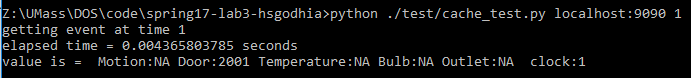 Z:\UMass\DOS\code\spring17-lab3-hsgodhia>python ./test/cache_test.py localhost:9090 1
getting event at time 1
elapsed time = 0.004365803785 seconds
value is =  Motion:NA Door:2001 Temperature:NA Bulb:NA Outlet:NA  clock:1